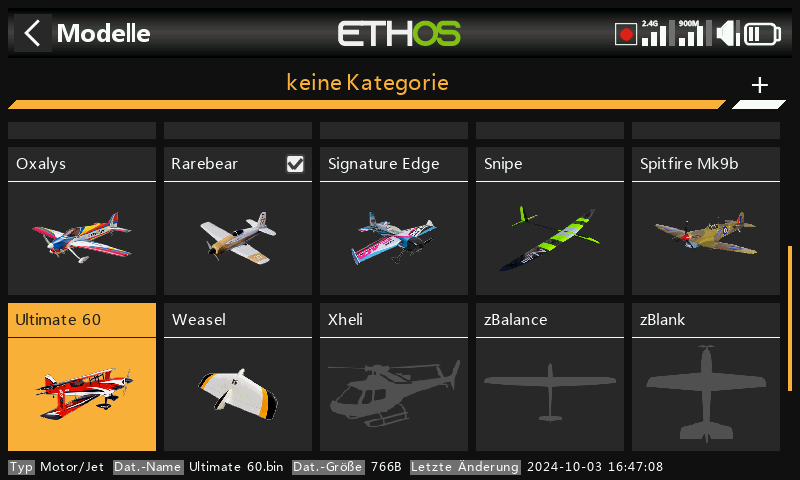 Modelle
ETHOS
2.4G
900M
keine Kategorie
+
Oxalys
Rarebear
Signature Edge
Snipe
Spitfire Mk9b
Ultimate 60
Weasel
Xheli
zBalance
zBlank
Typ Motor/Jet Dat.-Name Ultimate 60.bin Dat.-Größe 766B Letzte Änderung 2024-10-03 16:47:08